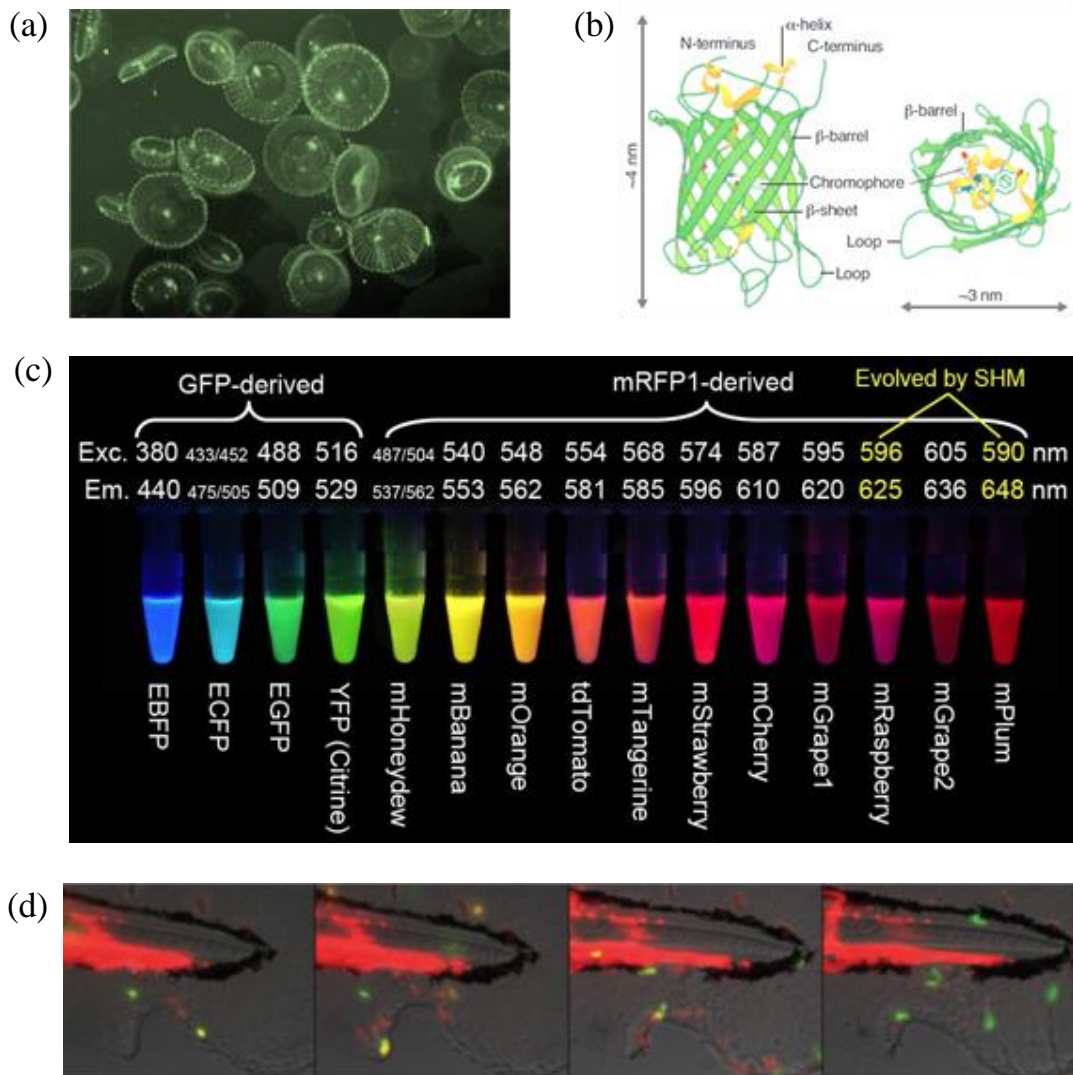 (a)
(b)
α-helix
N-terminus
C-terminus
~4 nm
β-barrel
Chromophore
β-sheet
Loop
β-barrel
Loop
~3 nm
(c)
GFP-derived
mRFP1-derived
Evolved by SHM
Exc. 380 433/452 488 516 487/504 540 548 554 568 574 587 595 596 605 590 nm
Em. 440 475/505 509 529 537/562 553 562 581 585 596 610 620 625 636 648 nm
EBFP
ECFP
EGFP
YFP (Citrine)
mHoneydew
mBanana
mOrange
tdTomato
mTangerine
mStrawberry
mCherry
mGrape1
mRaspberry
mGrape2
mPlum
(d)